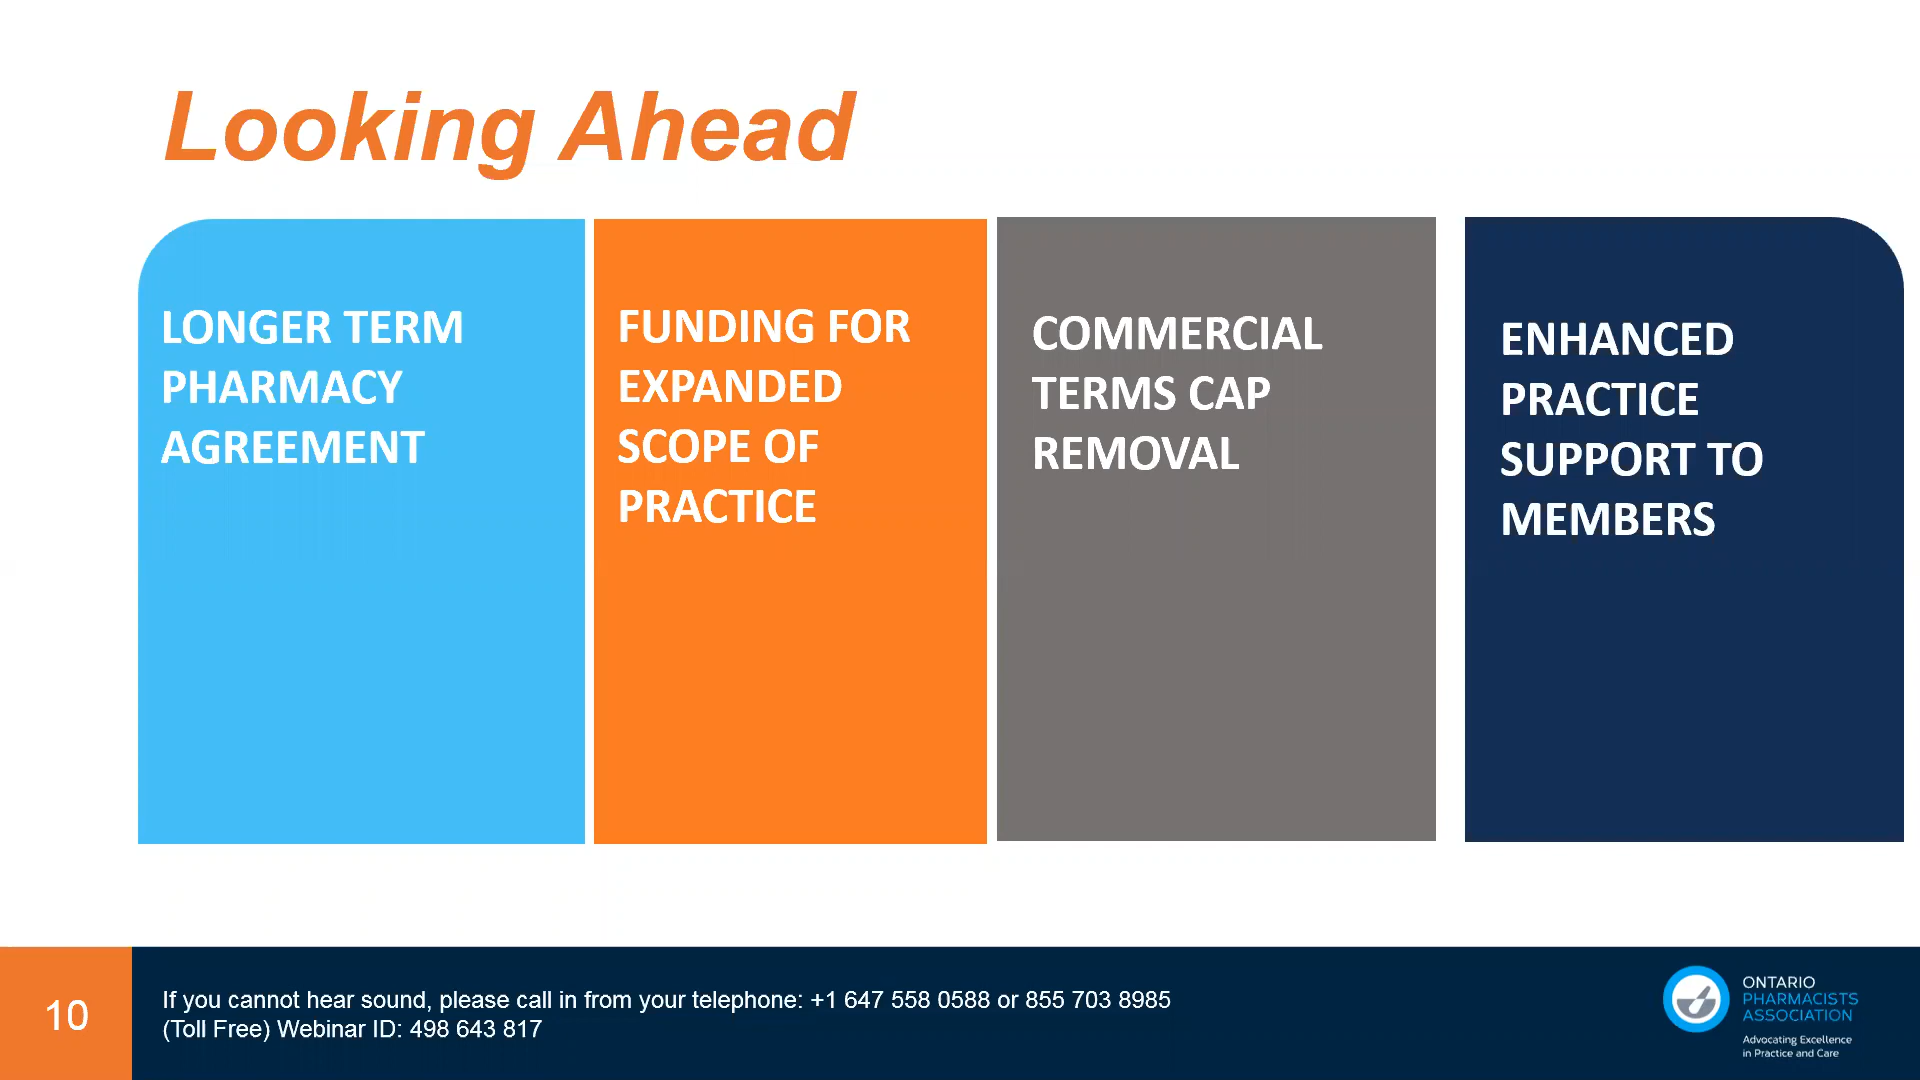 Looking Ahead
LONGER TERM
PHARMACY
AGREEMENT
FUNDING FOR
EXPANDED
SCOPE OF
PRACTICE
COMMERCIAL
TERMS CAP
REMOVAL
ENHANCED
PRACTICE
SUPPORT TO
MEMBERS
10
If you cannot hear sound, please call in from your telephone: +1 647 558 0588 or 855 703 8985
(Toll Free) Webinar ID: 498 643 817
ONTARIO
PHARMACISTS
ASSOCIATION
Advocating Excellence
in Practice and Care